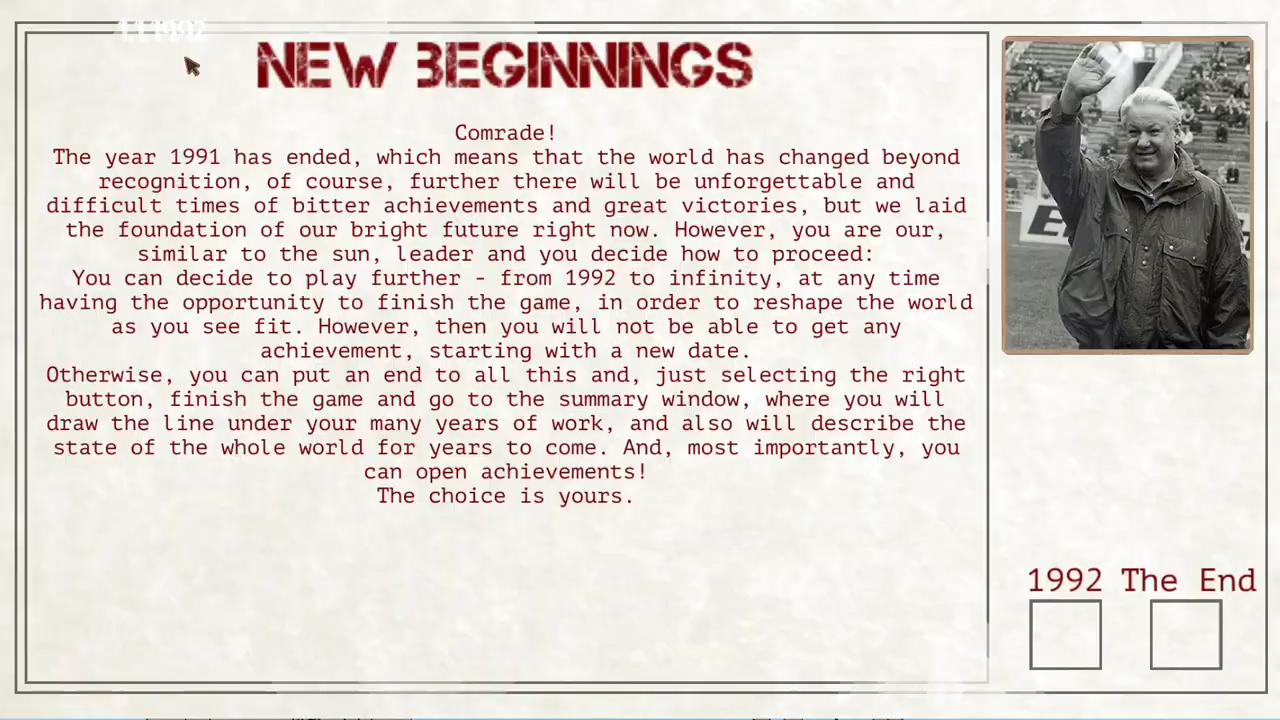 1.1.1992
NEW BEGINNINGS
Comrade!
The year 1991 has ended, which means that the world has changed beyond
recognition, of course, further there will be unforgettable and
difficult times of bitter achievements and great victories, but we laid
the foundation of our bright future right now. However, you are our,
similar to the sun, leader and you decide how to proceed:
You can decide to play further - from 1992 to infinity, at any time
having the opportunity to finish the game, in order to reshape the world
as you see fit. However, then you will not be able to get any
achievement, starting with a new date.
Otherwise, you can put an end to all this and, just selecting the right
button, finish the game and go to the summary window, where you will
draw the line under your many years of work, and also will describe the
state of the whole world for years to come. And, most importantly, you
can open achievements!
The choice is yours.
1992 The End